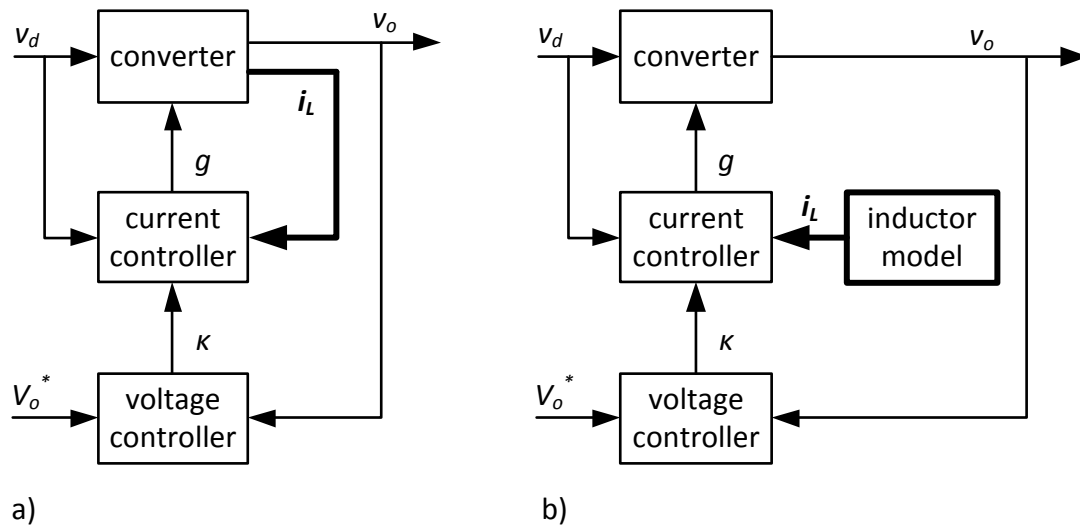 v_d
converter
v_o
i_L
g
current
controller
κ
V_o^*
voltage
controller
a)
v_d
converter
v_o
g
current
controller
i_L
inductor
model
κ
V_o^*
voltage
controller
b)